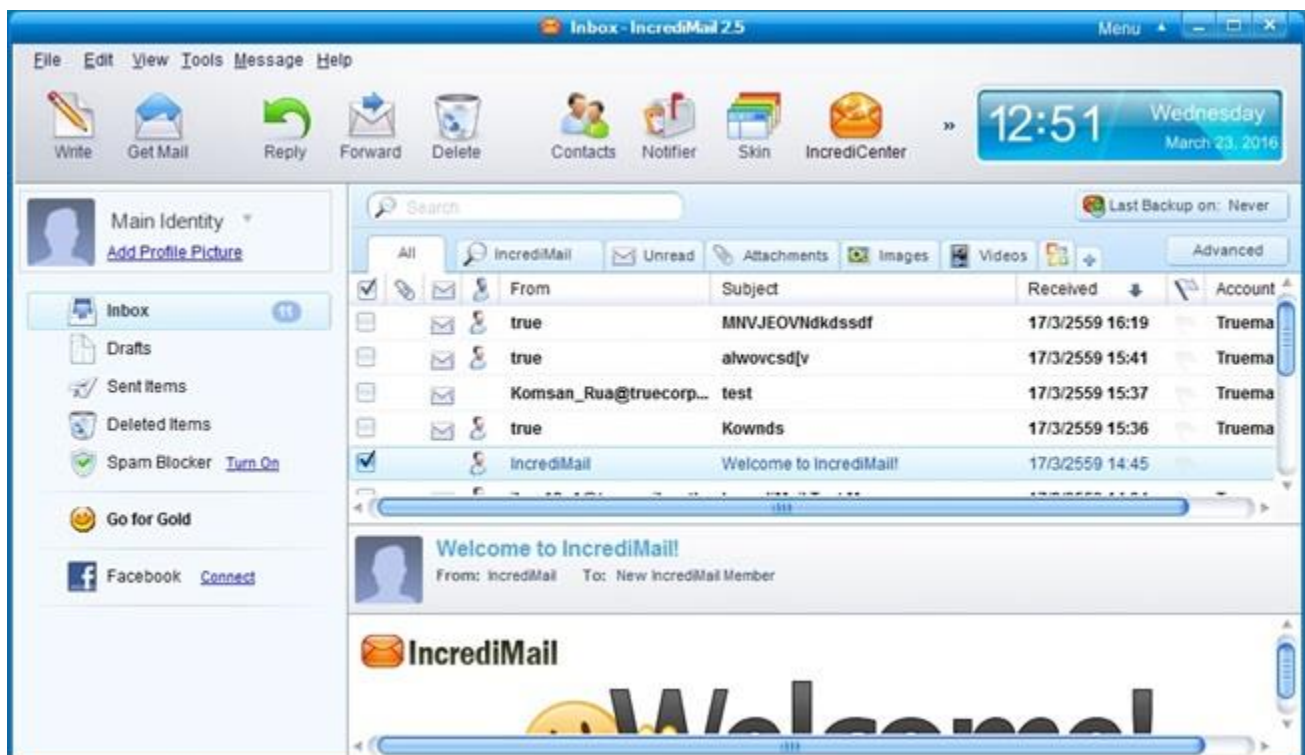 Inbox - IncrediMail 2.5
Menu
File Edit View Tools Message Help
Write Get Mail Reply Forward Delete Contacts Notifier Skin IncrediCenter »
12:51 Wednesday
March 23, 2016
Main Identity
Add Profile Picture
Search
Last Backup on: Never
All IncrediMail Unread Attachments Images Videos Advanced
From Subject Received Account
Inbox 11
Drafts
Sent Items
Deleted Items
Spam Blocker Turn On
Go for Gold
Facebook Connect
true MNVJEOVNdkdssdf 17/3/2559 16:19 Truema
true alwovcsd[v 17/3/2559 15:41 Truema
Komsan_Rua@truecorp... test 17/3/2559 15:37 Truema
true Kownds 17/3/2559 15:36 Truema
IncrediMail Welcome to IncrediMail! 17/3/2559 14:45
Welcome to IncrediMail!
From: IncrediMail To: New IncrediMail Member
IncrediMail
Welcome!